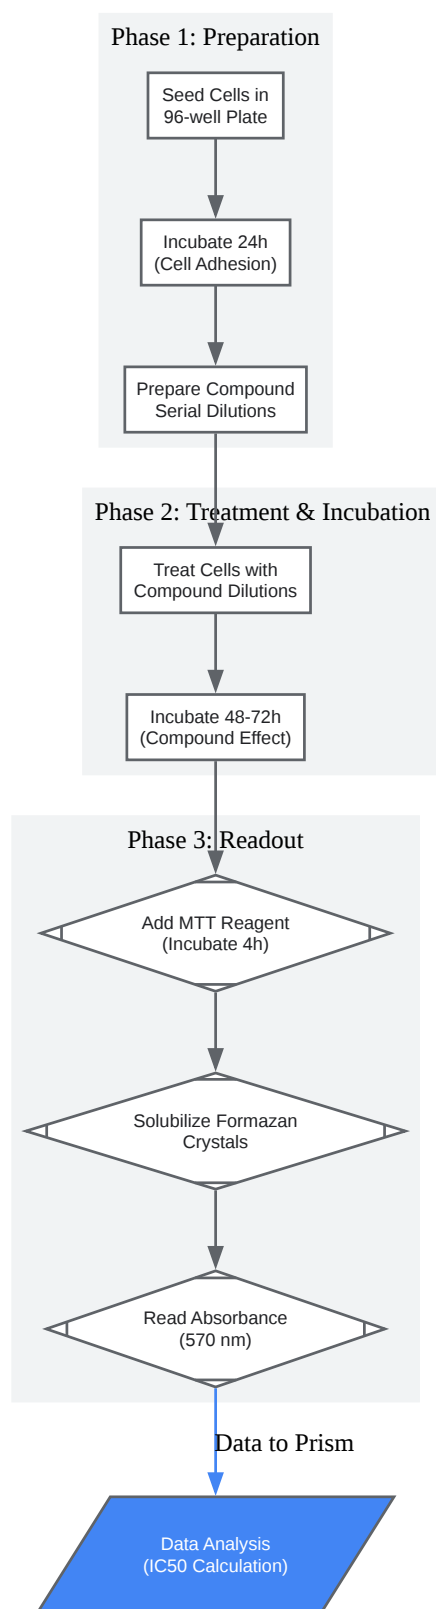 Phase 1: Preparation
Seed Cells in
96-well Plate
Incubate 24h
(Cell Adhesion)
Prepare Compound
Serial Dilutions
Phase 2: Treatment & Incubation
Treat Cells with
Compound Dilutions
Incubate 48-72h
(Compound Effect)
Phase 3: Readout
Add MTT Reagent
(Incubate 4h)
Solubilize Formazan
Crystals
Read Absorbance
(570 nm)
Data to Prism
Data Analysis
(IC50 Calculation)